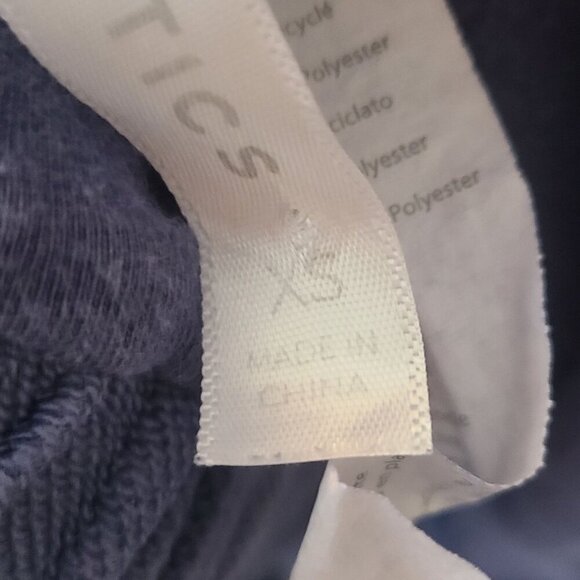 TICS
XS
MADE IN
CHINA
cyclé
Polyester
ciclato
lyester
Polyester